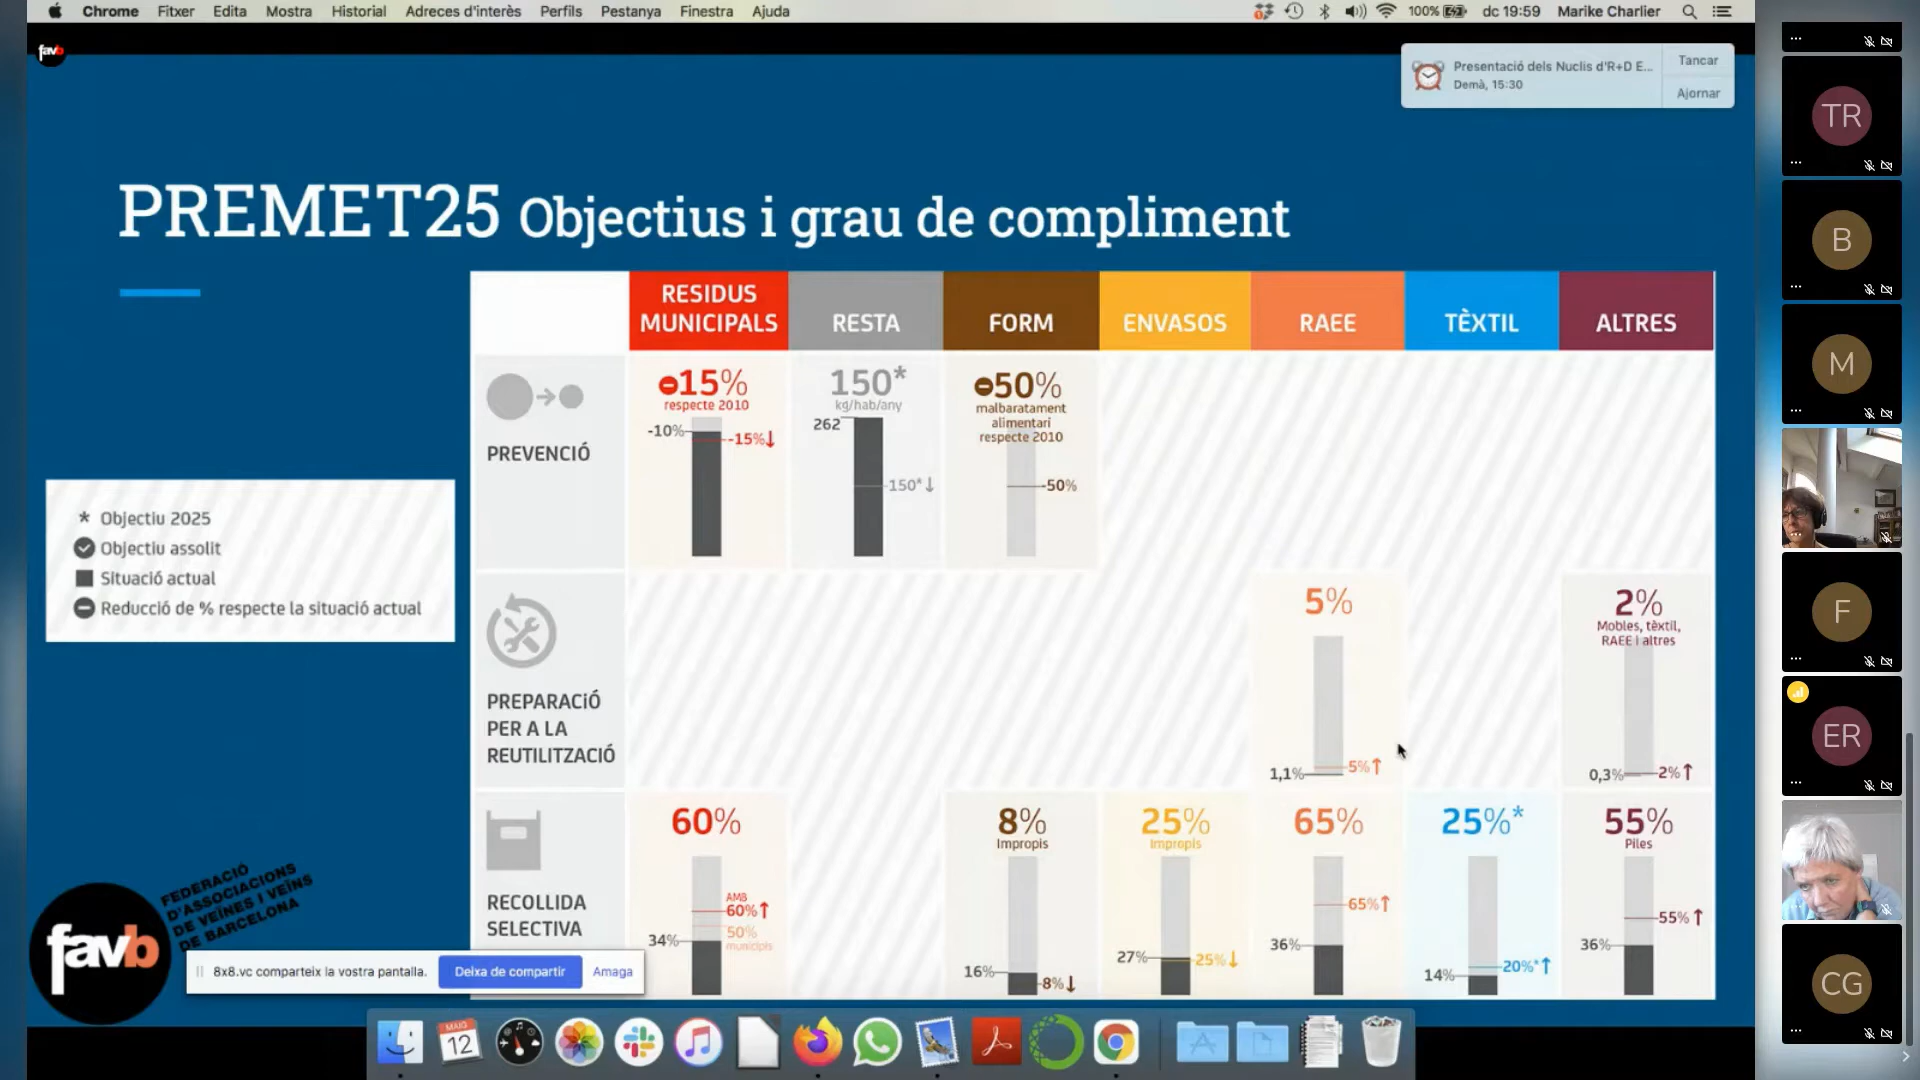 Chrome Fitxer Edita Mostra Historial Adreces d'interès Perfils Pestanya Finestra Ajuda
100% dc 19:59 Marike Charlier
favb
Presentació dels Nuclis d'R+D E...
Demà, 15:30
Tancar
Ajornar
PREMET25 Objectius i grau de compliment
* Objectiu 2025
Objectiu assolit
Situació actual
Reducció de % respecte la situació actual
RESIDUS
MUNICIPALS
RESTA
FORM
ENVASOS
RAEE
TÈXTIL
ALTRES
PREVENCIÓ
15%
respecte 2010
-10%
-15%↓
150*
kg/hab/any
262
150*↓
50%
malbaratament
alimentari
respecte 2010
-50%
PREPARACIÓ
PER A LA
REUTILITZACIÓ
5%
1,1%
5%↑
2%
Mobles, tèxtil,
RAEE i altres
0,3%
2%↑
RECOLLIDA
SELECTIVA
60%
AMB
60%↑
50%
municipis
34%
8%
Impropis
16%
8%↓
25%
Impropis
27%
25%↓
65%
65%↑
36%
25%*
14%
20%*↑
55%
Piles
55%↑
36%
FEDERACIÓ
D'ASSOCIACIONS
DE VEÏNES I VEÏNS
DE BARCELONA
favb
8x8.vc comparteix la vostra pantalla.
Deixa de compartir
Amaga
MAIG
12
TR
B
M
F
ER
CG